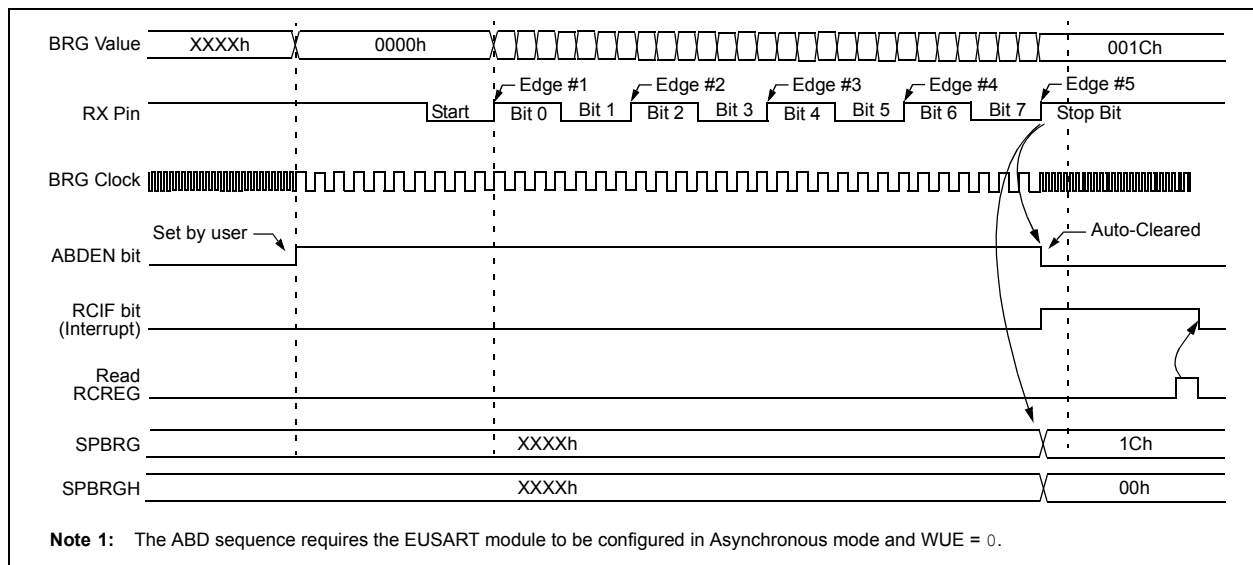 BRG Value XXXXh 0000h 001Ch
Edge #1 Edge #2 Edge #3 Edge #4 Edge #5
RX Pin Start Bit 0 Bit 1 Bit 2 Bit 3 Bit 4 Bit 5 Bit 6 Bit 7 Stop Bit
BRG Clock
Set by user Auto-Cleared
ABDEN bit
RCIF bit
(Interrupt)
Read
RCREG
SPBRG XXXXh 1Ch
SPBRGH XXXXh 00h
Note 1: The ABD sequence requires the EUSART module to be configured in Asynchronous mode and WUE = 0.